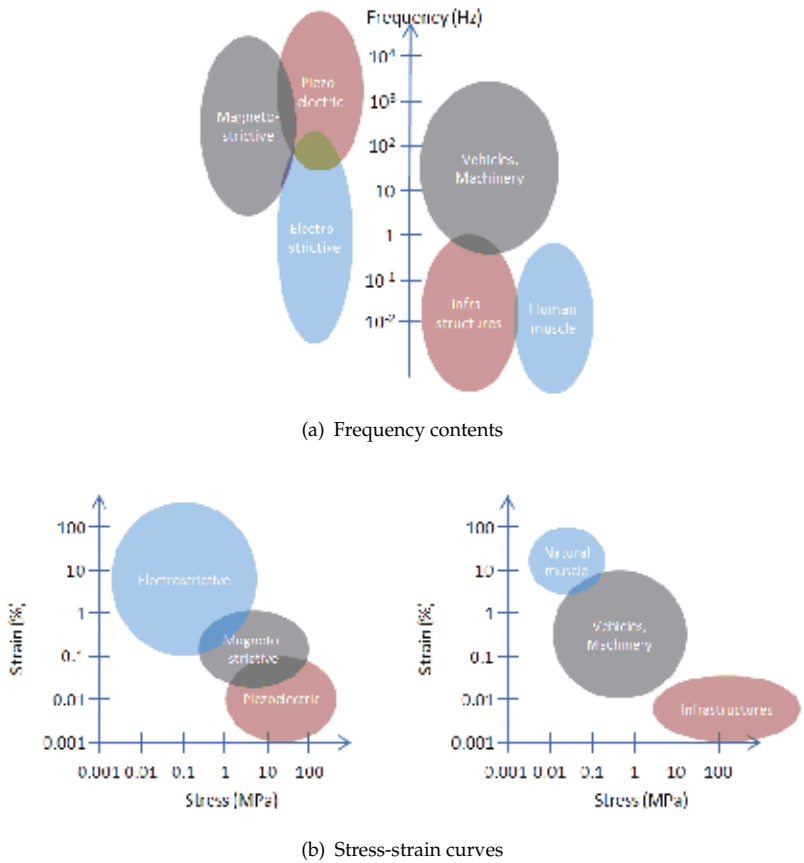 Frequency (Hz)
10⁴
10³
10²
10
1
10⁻¹
10⁻²
Piezo
electric
Magneto-
strictive
Electro
strictive
Vehicles,
Machinery
Infra
structures
Human
muscle
(a) Frequency contents
Strain (%)
100
10
1
0.1
0.01
0.001
Electrostrictive
Magneto
strictive
Piezoelectric
0.001 0.01 0.1 1 10 100
Stress (MPa)
Strain (%)
100
10
1
0.1
0.01
0.001
Natural
muscle
Vehicles,
Machinery
Infrastructures
0.001 0.01 0.1 1 10 100
Stress (MPa)
(b) Stress-strain curves